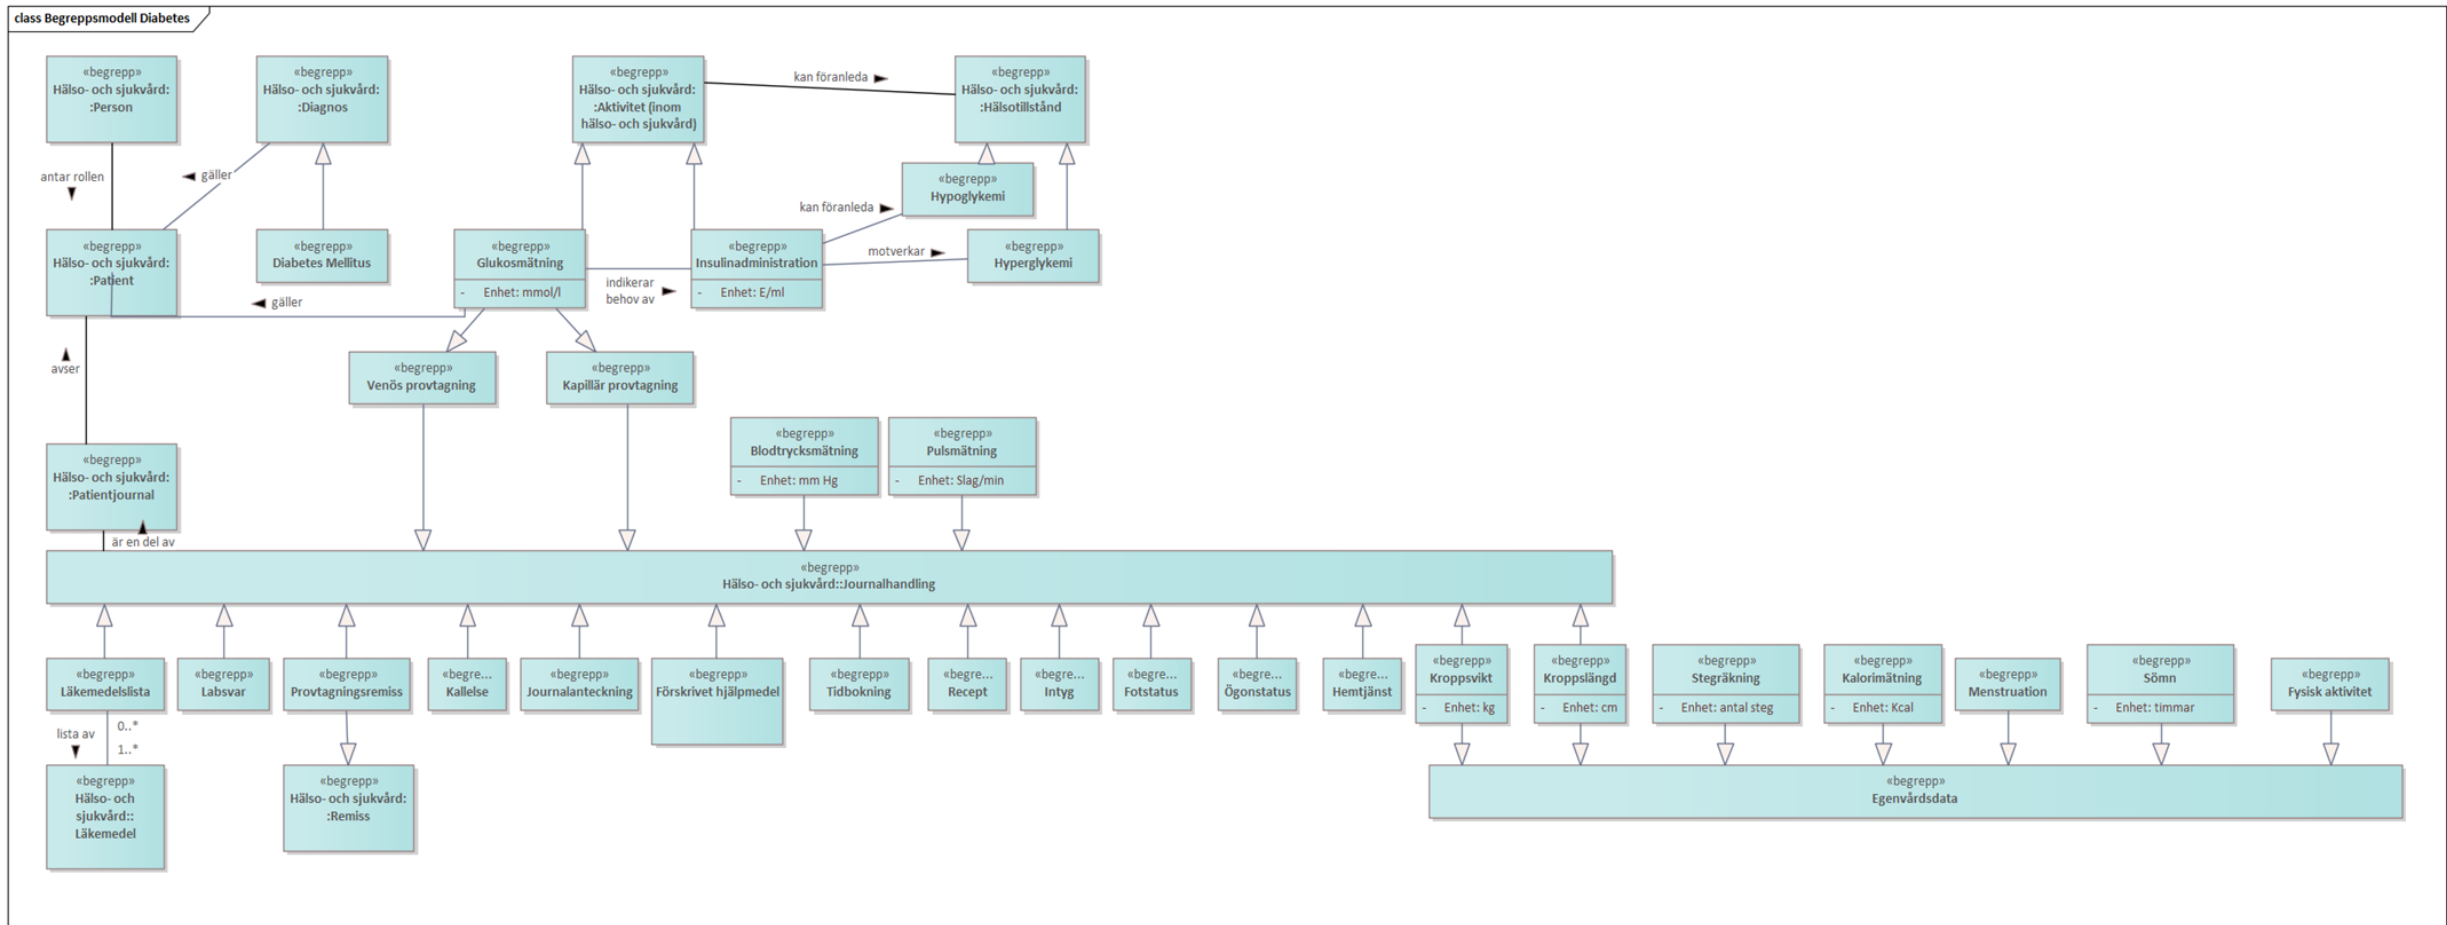 class Begreppsmodell Diabetes
«begrepp»
Hälso- och sjukvård:
:Person
«begrepp»
Hälso- och sjukvård:
:Diagnos
«begrepp»
Hälso- och sjukvård:
:Aktivitet (inom
hälso- och sjukvård)
kan föranleda
«begrepp»
Hälso- och sjukvård:
:Hälsotillstånd
antar rollen
gäller
«begrepp»
Hypoglykemi
kan föranleda
«begrepp»
Hälso- och sjukvård:
:Patient
«begrepp»
Diabetes Mellitus
«begrepp»
Glukosmätning
- Enhet: mmol/l
indikerar
behov av
«begrepp»
Insulinadministration
- Enhet: E/ml
motverkar
«begrepp»
Hyperglykemi
gäller
avser
«begrepp»
Venös provtagning
«begrepp»
Kapillär provtagning
«begrepp»
Blodtrycksmätning
- Enhet: mm Hg
«begrepp»
Pulsmätning
- Enhet: Slag/min
«begrepp»
Hälso- och sjukvård:
:Patientjournal
är en del av
«begrepp»
Hälso- och sjukvård::Journalhandling
«begrepp»
Läkemedelslista
«begrepp»
Labsvar
«begrepp»
Provtagningsremiss
«begre...
Kallelse
«begrepp»
Journalanteckning
«begrepp»
Förskrivet hjälpmedel
«begrepp»
Tidbokning
«begre...
Recept
«begre...
Intyg
«begre...
Fotstatus
«begre...
Ögonstatus
«begre...
Hemtjänst
«begrepp»
Kroppsvikt
- Enhet: kg
«begrepp»
Kroppslängd
- Enhet: cm
«begrepp»
Stegräkning
- Enhet: antal steg
«begrepp»
Kalorimätning
- Enhet: Kcal
«begrepp»
Menstruation
«begrepp»
Sömn
- Enhet: timmar
«begrepp»
Fysisk aktivitet
0..*
lista av
1..*
«begrepp»
Hälso- och
sjukvård::
Läkemedel
«begrepp»
Hälso- och sjukvård:
:Remiss
«begrepp»
Egenvårdsdata